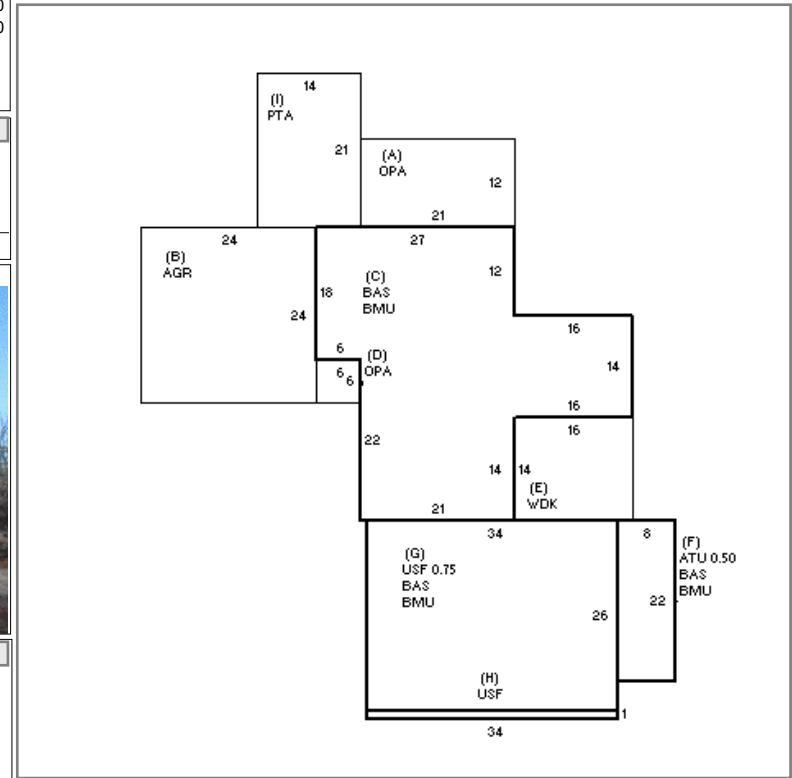 14
(I)
PTA
21
(A)
OPA
12
21
24
27
(B)
AGR
12
(C)
BAS
BMU
18
24
16
6
(D)
OPA
14
6
6
16
16
22
14
14
(E)
WDK
21
34
8
(G)
USF 0.75
BAS
BMU
(F)
ATU 0.50
BAS
BMU
22
26
(H)
USF
1
34